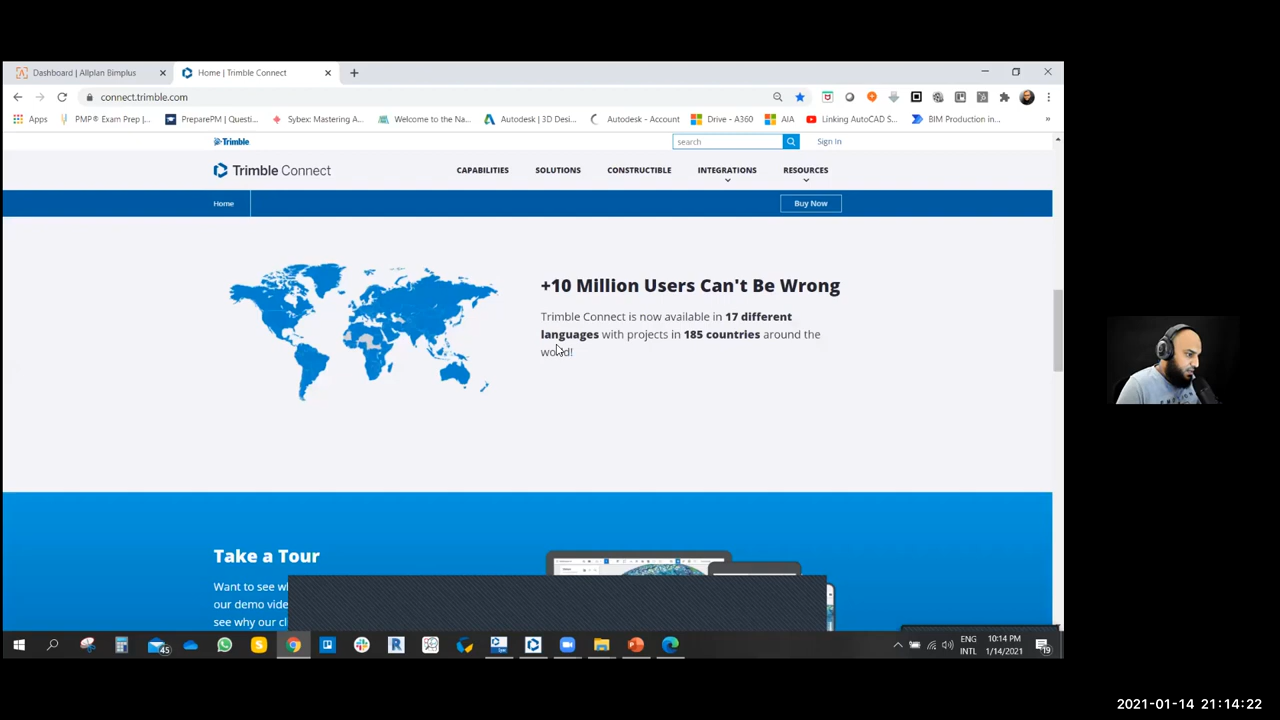 Dashboard | Allplan Bimplus
Home | Trimble Connect
connect.trimble.com
Apps
PMP® Exam Prep |...
PreparePM | Questi...
Sybex: Mastering A...
Welcome to the Na...
Autodesk | 3D Desi...
Autodesk - Account
Drive - A360
AIA
Linking AutoCAD S...
BIM Production in...
Trimble
search
Sign In
Trimble Connect
CAPABILITIES
SOLUTIONS
CONSTRUCTIBLE
INTEGRATIONS
RESOURCES
Home
Buy Now
+10 Million Users Can't Be Wrong
Trimble Connect is now available in 17 different
languages with projects in 185 countries around the
world!
Take a Tour
Want to see
our demo vide
see why our
45
ENG
INTL
10:14 PM
1/14/2021
19
2021-01-14 21:14:22